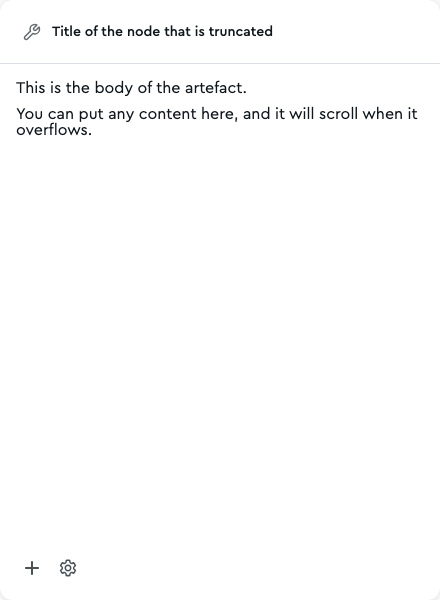 Title of the node that is truncated
This is the body of the artefact.
You can put any content here, and it will scroll when it
overflows.